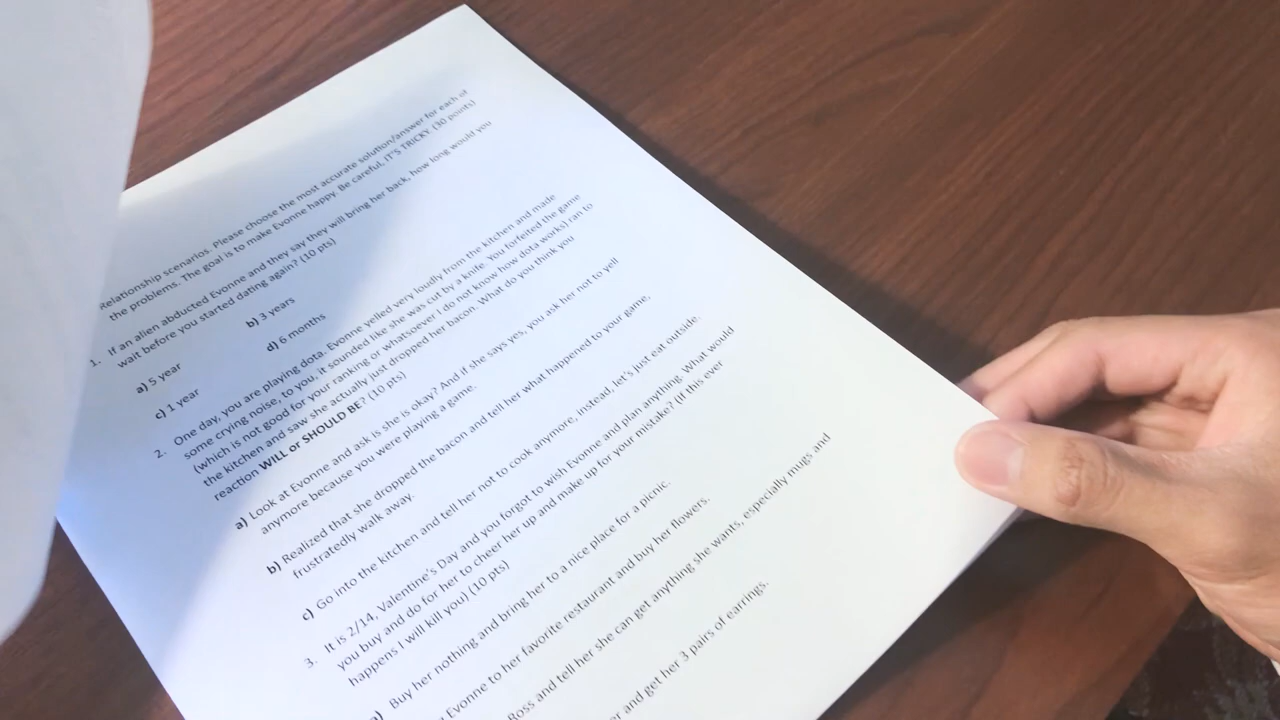 Relationship scenarios. Please choose the most accurate solution/answer for each of
the problems. The goal is to make Evonne happy. Be careful, IT'S TRICKY. (30 points)
1. If an alien abducted Evonne and they say they will bring her back, how long would you
wait before you started dating again? (10 pts)
a) 5 year
b) 3 years
c) 1 year
d) 6 months
2. One day, you are playing dota. Evonne yelled very loudly from the kitchen and made
some crying noise, to you, it sounded like she was cut by a knife. You forfeited the game
(which is not good for your ranking or whatsoever I do not know how dota works) ran to
the kitchen and saw she actually just dropped her bacon. What do you think you
reaction WILL or SHOULD BE? (10 pts)
a) Look at Evonne and ask is she is okay? And if she says yes, you ask her not to yell
anymore because you were playing a game.
b) Realized that she dropped the bacon and tell her what happened to your game,
frustratedly walk away.
c) Go into the kitchen and tell her not to cook anymore, instead, let's just eat outside.
3. It is 2/14, Valentine's Day and you forgot to wish Evonne and plan anything. What would
you buy and do for her to cheer her up and make up for your mistake? (If this ever
happens I will kill you) (10 pts)
Buy her nothing and bring her to a nice place for a picnic.
Evonne to her favorite restaurant and buy her flowers.
Ross and tell her she can get anything she wants, especially mugs and
and get her 3 pairs of earrings.